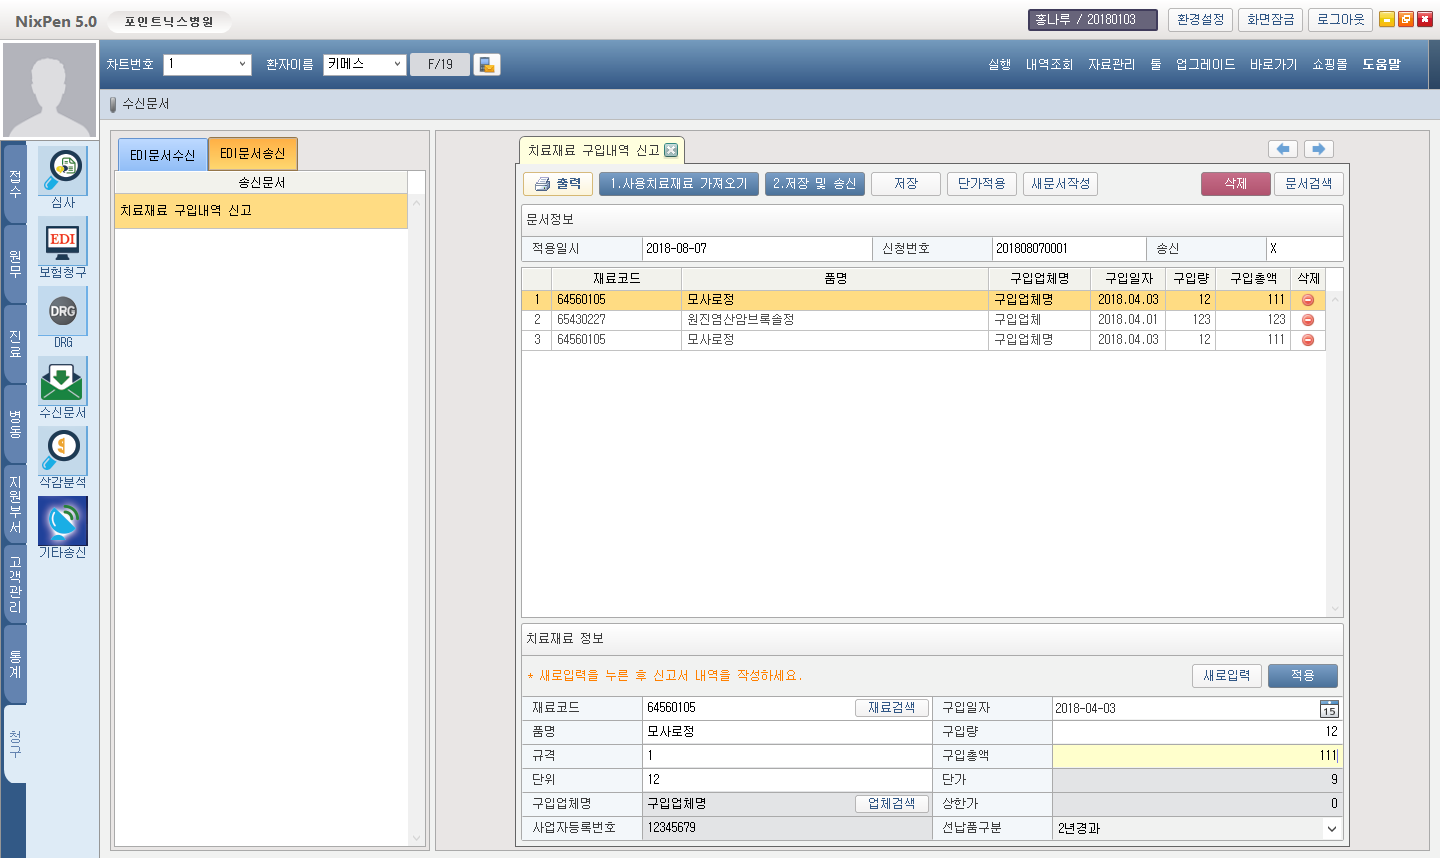 NixPen 5.0 포인트닉스병원 홍나루 / 20180103 환경설정 화면잠금 로그아웃
차트번호 1 환자이름 키메스 F/19 실행 내역조회 자료관리 툴 업그레이드 바로가기 쇼핑몰 도움말
수신문서
접수
원무
진료
병동
지원부서
고객관리
통계
청구
심사
EDI
보험청구
DRG
DRG
수신문서
삭감분석
기타송신
EDI문서수신 EDI문서송신
송신문서
치료재료 구입내역 신고
치료재료 구입내역 신고
출력 1.사용치료재료 가져오기 2.저장 및 송신 저장 단가적용 새문서작성 삭제 문서검색
문서정보
적용일시 2018-08-07 신청번호 201808070001 송신 X
재료코드 품명 구입업체명 구입일자 구입량 구입총액 삭제
1 64560105 모사로정 구입업체명 2018.04.03 12 111
2 65430227 원진염산암브록솔정 구입업체 2018.04.01 123 123
3 64560105 모사로정 구입업체명 2018.04.03 12 111
치료재료 정보
* 새로입력을 누른 후 신고서 내역을 작성하세요. 새로입력 적용
재료코드 64560105 재료검색 구입일자 2018-04-03 15
품명 모사로정 구입량 12
규격 1 구입총액 111
단위 12 단가 9
구입업체명 구입업체명 업체검색 상한가 0
사업자등록번호 12345679 선납품구분 2년경과